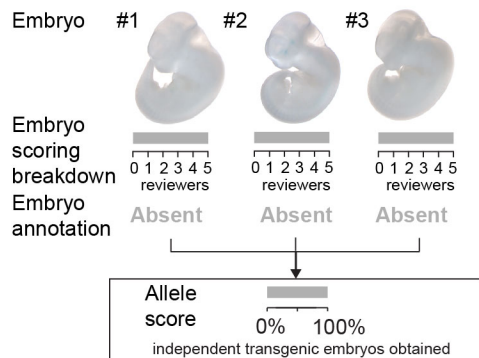 Embryo #1 #2 #3
Embryo
scoring
breakdown
0 1 2 3 4 5 0 1 2 3 4 5 0 1 2 3 4 5
reviewers reviewers reviewers
Embryo
annotation
Absent Absent Absent
Allele
score
0% 100%
independent transgenic embryos obtained